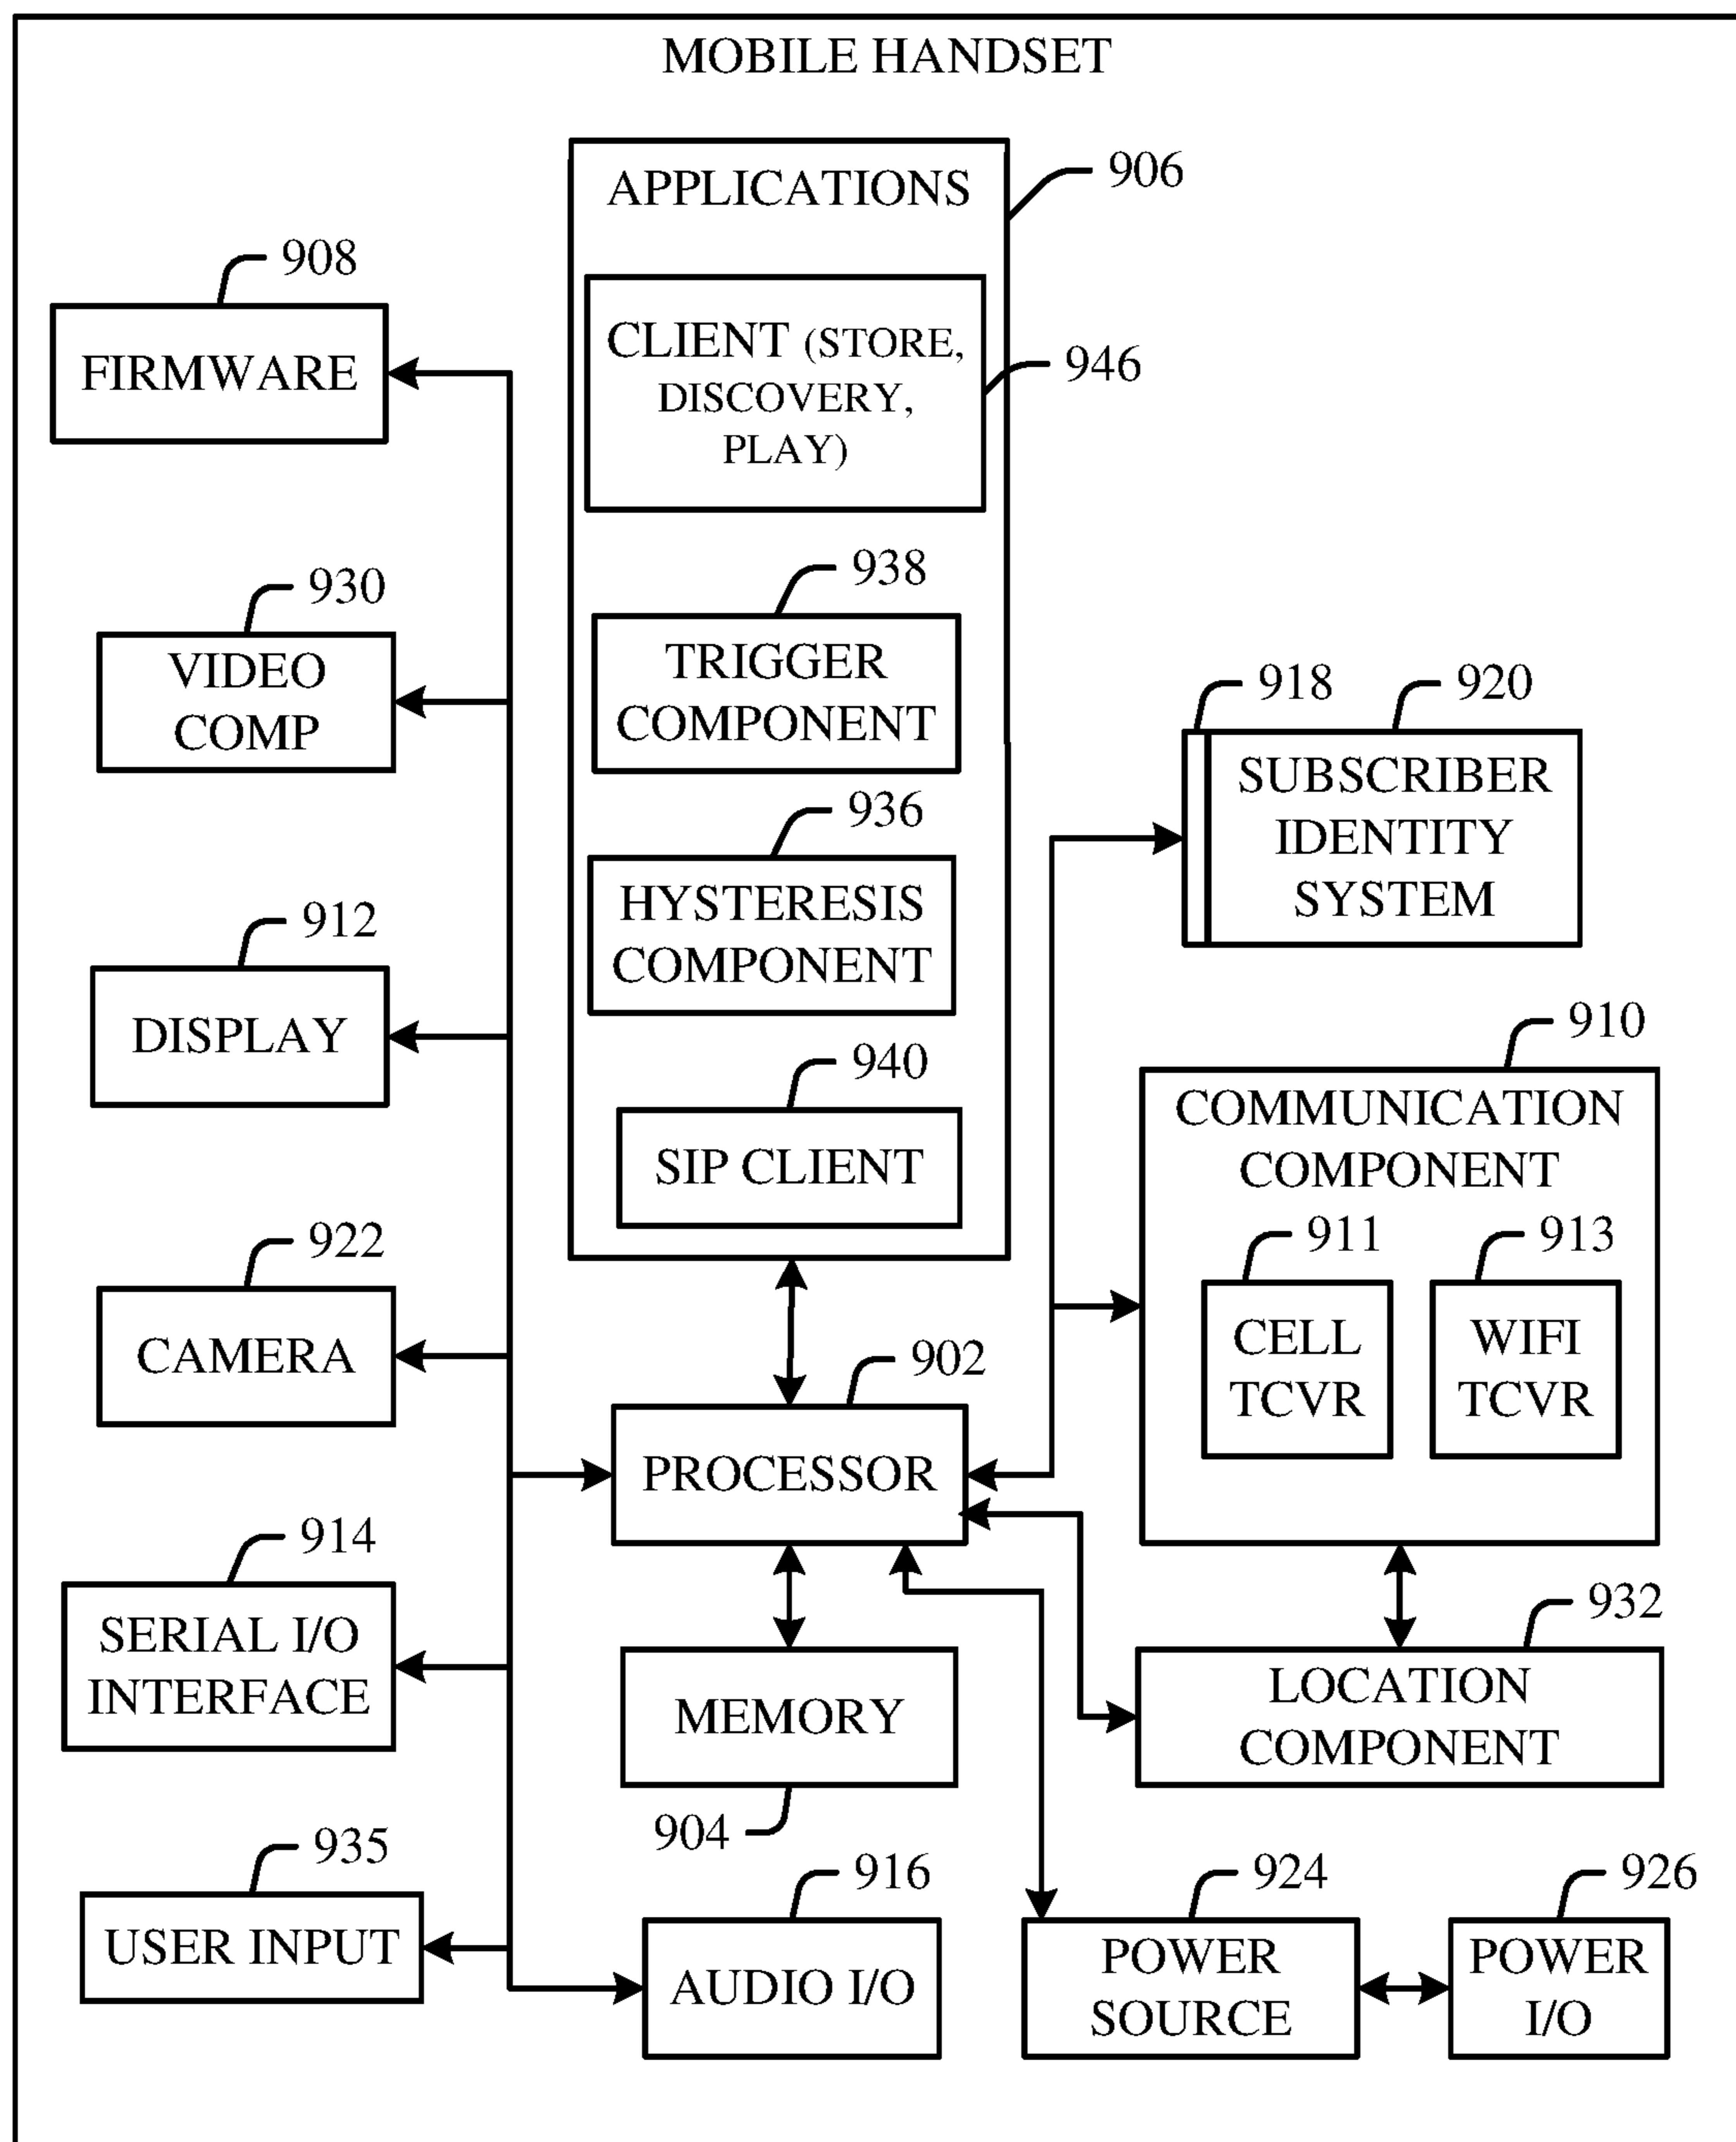 MOBILE HANDSET
APPLICATIONS
906
CLIENT (STORE,
DISCOVERY,
PLAY)
946
938
TRIGGER
COMPONENT
936
HYSTERESIS
COMPONENT
940
SIP CLIENT
908
FIRMWARE
930
VIDEO
COMP
912
DISPLAY
922
CAMERA
914
SERIAL I/O
INTERFACE
935
USER INPUT
902
PROCESSOR
MEMORY
904
916
AUDIO I/O
918
920
SUBSCRIBER
IDENTITY
SYSTEM
910
COMMUNICATION
COMPONENT
911
CELL
TCVR
913
WIFI
TCVR
932
LOCATION
COMPONENT
924
POWER
SOURCE
926
POWER
I/O